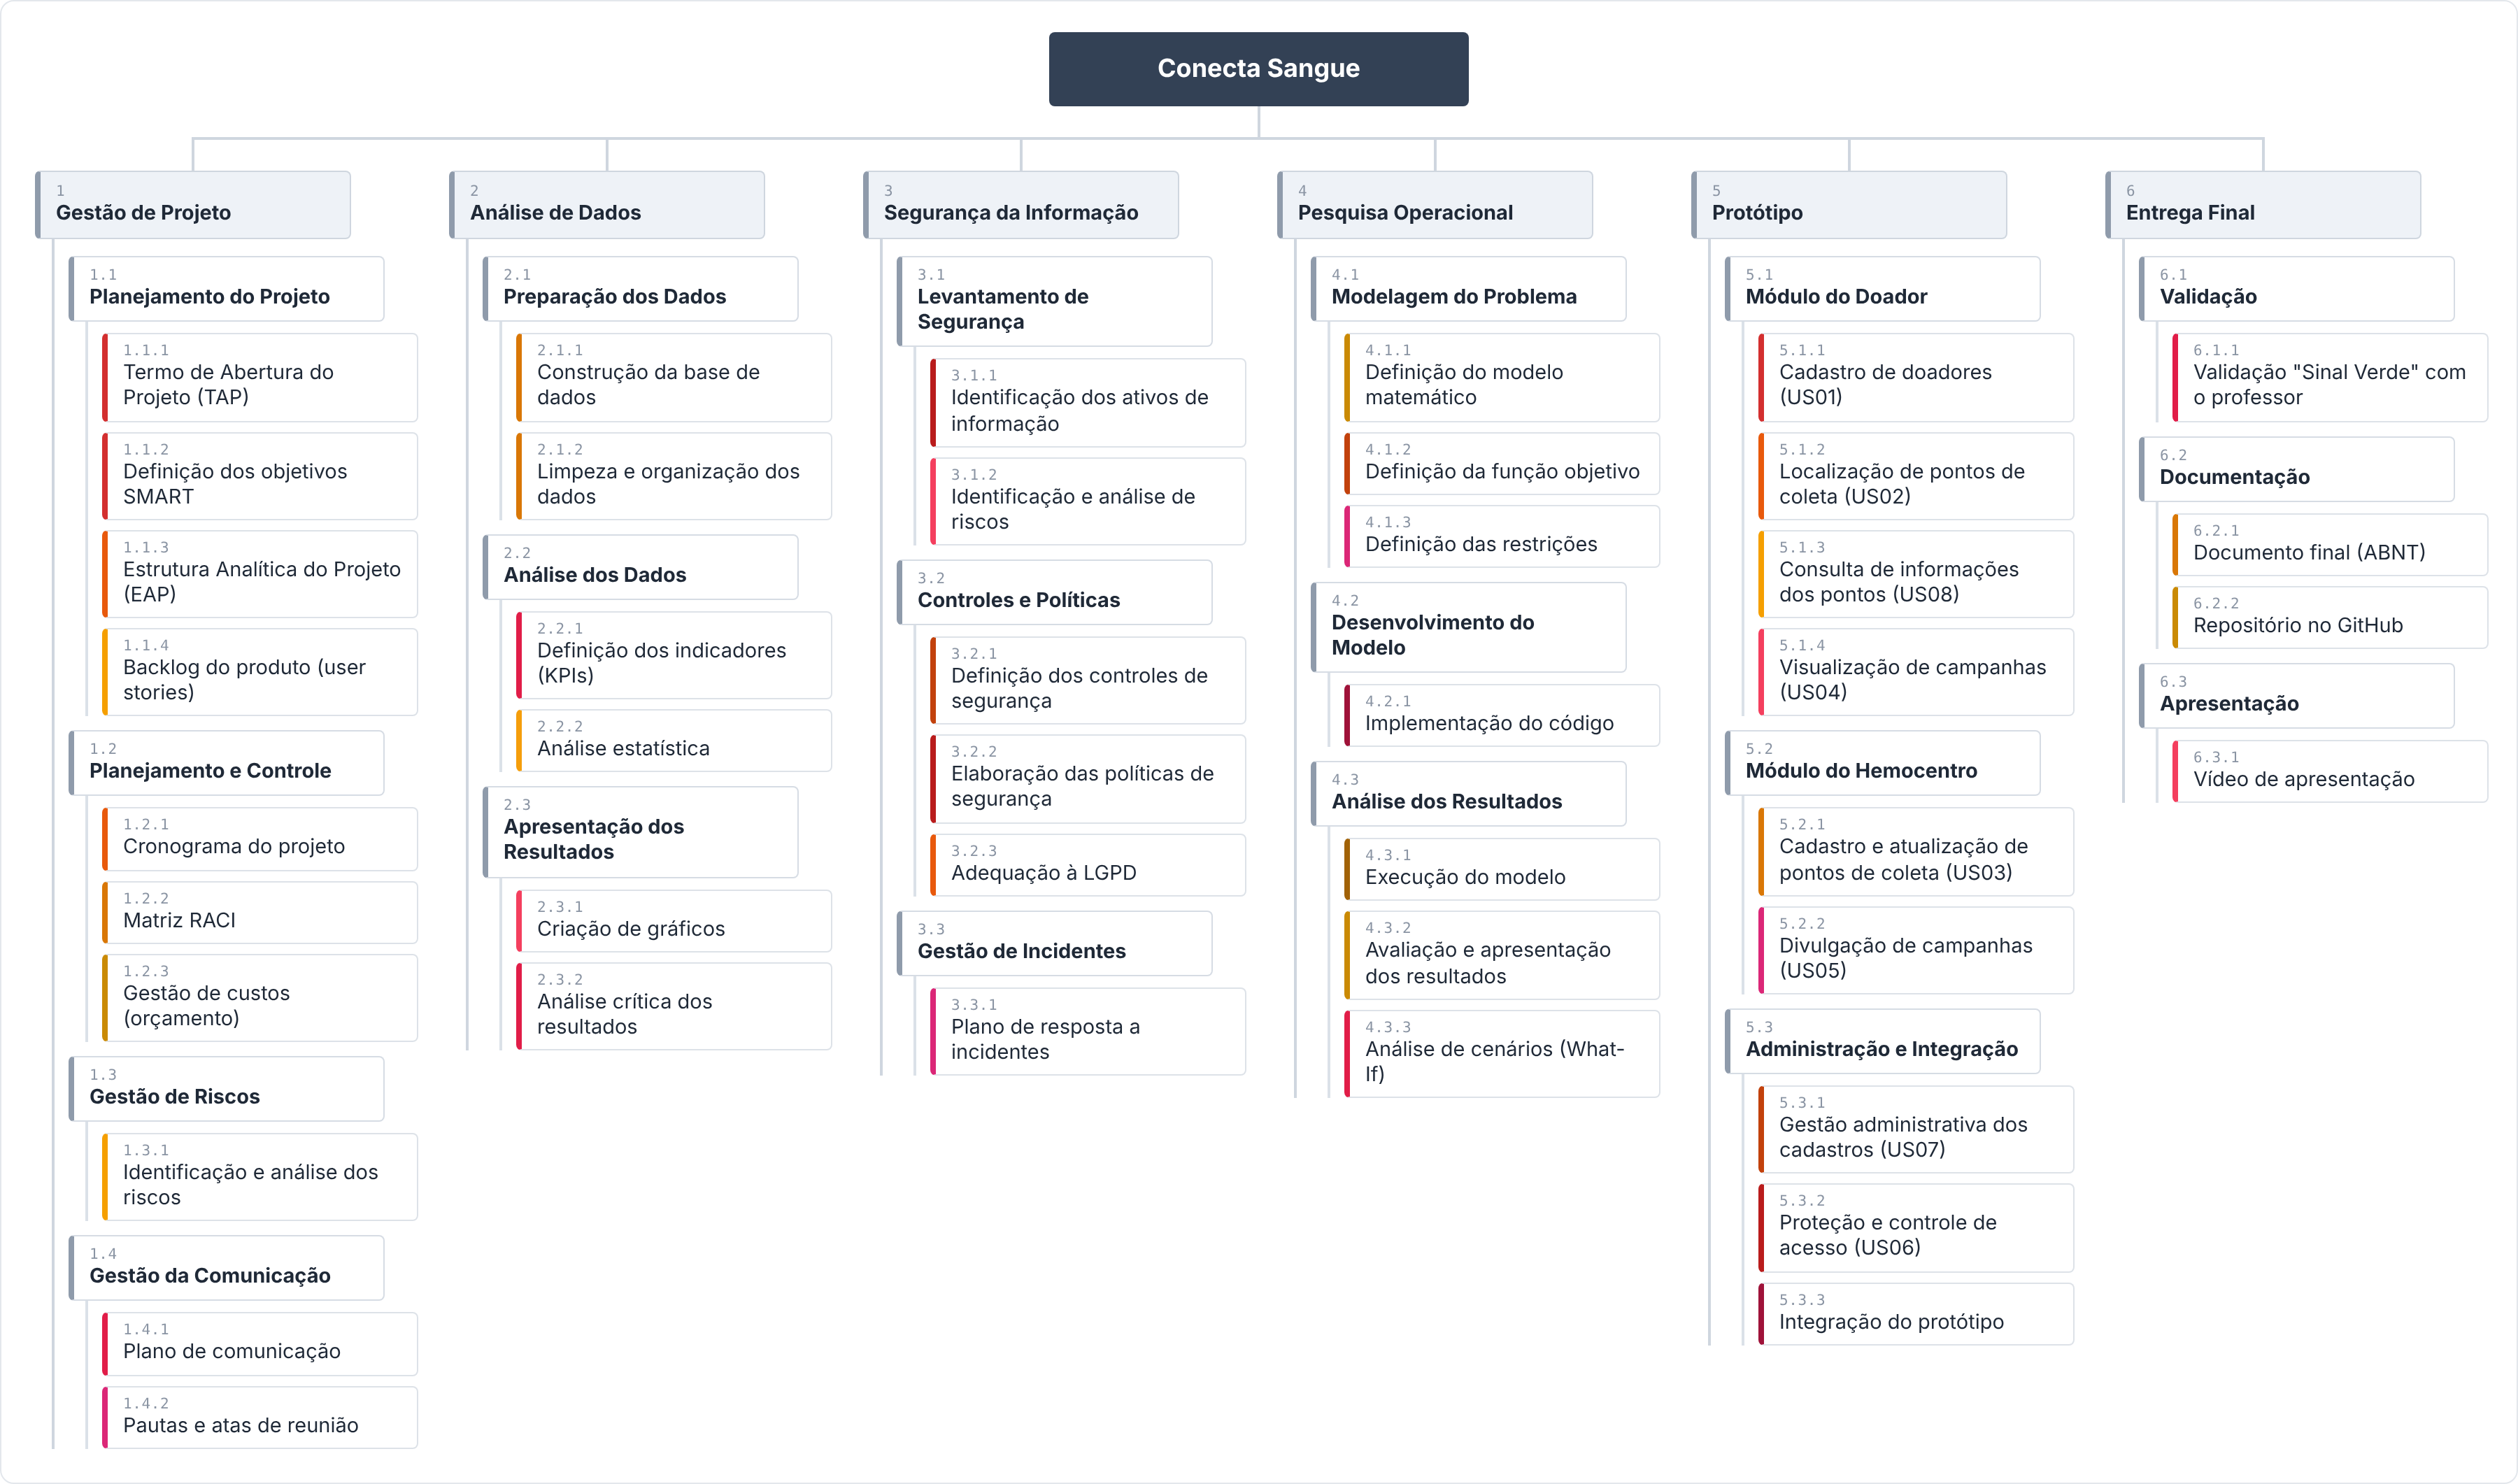 Conecta Sangue
1
Gestão de Projeto
1.1
Planejamento do Projeto
1.1.1
Termo de Abertura do
Projeto (TAP)
1.1.2
Definição dos objetivos
SMART
1.1.3
Estrutura Analítica do Projeto
(EAP)
1.1.4
Backlog do produto (user
stories)
1.2
Planejamento e Controle
1.2.1
Cronograma do projeto
1.2.2
Matriz RACI
1.2.3
Gestão de custos
(orçamento)
1.3
Gestão de Riscos
1.3.1
Identificação e análise dos
riscos
1.4
Gestão da Comunicação
1.4.1
Plano de comunicação
1.4.2
Pautas e atas de reunião
2
Análise de Dados
2.1
Preparação dos Dados
2.1.1
Construção da base de
dados
2.1.2
Limpeza e organização dos
dados
2.2
Análise dos Dados
2.2.1
Definição dos indicadores
(KPIs)
2.2.2
Análise estatística
2.3
Apresentação dos
Resultados
2.3.1
Criação de gráficos
2.3.2
Análise crítica dos
resultados
3
Segurança da Informação
3.1
Levantamento de
Segurança
3.1.1
Identificação dos ativos de
informação
3.1.2
Identificação e análise de
riscos
3.2
Controles e Políticas
3.2.1
Definição dos controles de
segurança
3.2.2
Elaboração das políticas de
segurança
3.2.3
Adequação à LGPD
3.3
Gestão de Incidentes
3.3.1
Plano de resposta a
incidentes
4
Pesquisa Operacional
4.1
Modelagem do Problema
4.1.1
Definição do modelo
matemático
4.1.2
Definição da função objetivo
4.1.3
Definição das restrições
4.2
Desenvolvimento do
Modelo
4.2.1
Implementação do código
4.3
Análise dos Resultados
4.3.1
Execução do modelo
4.3.2
Avaliação e apresentação
dos resultados
4.3.3
Análise de cenários (What-
If)
5
Protótipo
5.1
Módulo do Doador
5.1.1
Cadastro de doadores
(US01)
5.1.2
Localização de pontos de
coleta (US02)
5.1.3
Consulta de informações
dos pontos (US08)
5.1.4
Visualização de campanhas
(US04)
5.2
Módulo do Hemocentro
5.2.1
Cadastro e atualização de
pontos de coleta (US03)
5.2.2
Divulgação de campanhas
(US05)
5.3
Administração e Integração
5.3.1
Gestão administrativa dos
cadastros (US07)
5.3.2
Proteção e controle de
acesso (US06)
5.3.3
Integração do protótipo
6
Entrega Final
6.1
Validação
6.1.1
Validação "Sinal Verde" com
o professor
6.2
Documentação
6.2.1
Documento final (ABNT)
6.2.2
Repositório no GitHub
6.3
Apresentação
6.3.1
Vídeo de apresentação